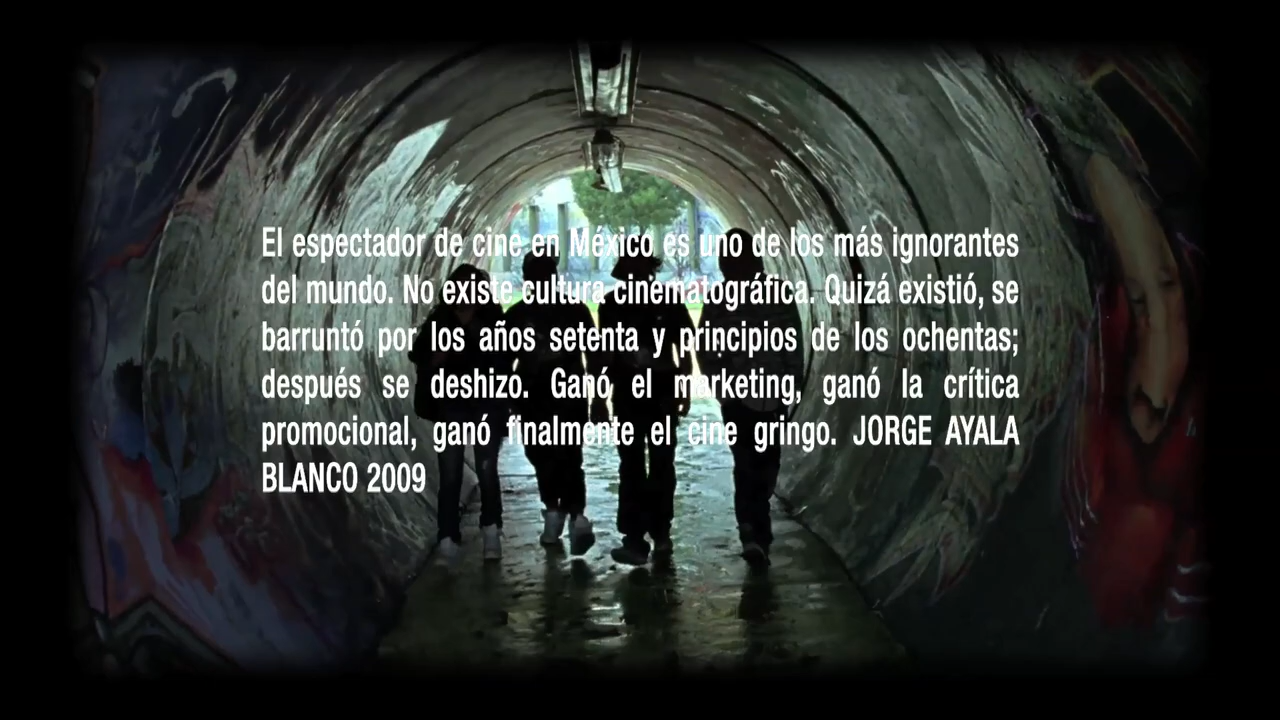 El espectador de cine en México es uno de los más ignorantes
del mundo. No existe cultura cinematográfica. Quizá existió, se
barruntó por los años setenta y principios de los ochentas;
después se deshizo. Ganó el marketing, ganó la crítica
promocional, ganó finalmente el cine gringo. JORGE AYALA
BLANCO 2009